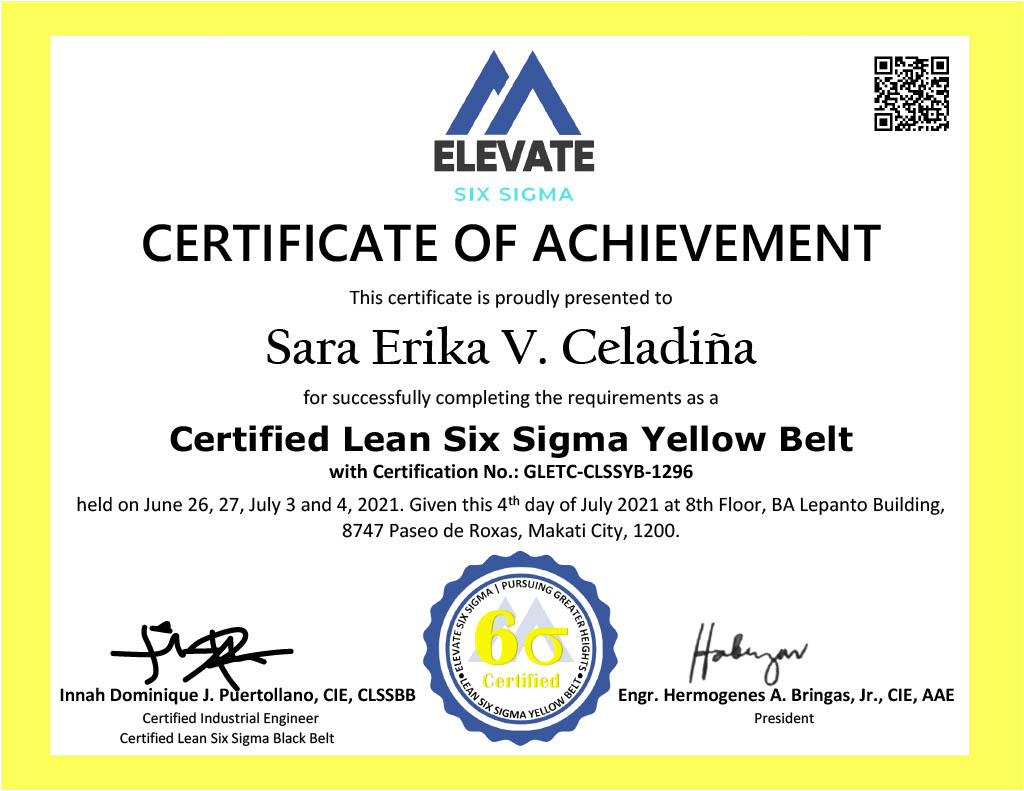 ELEVATE
SIX SIGMA
CERTIFICATE OF ACHIEVEMENT
This certificate is proudly presented to
Sara Erika V. Celadiña
for successfully completing the requirements as a
Certified Lean Six Sigma Yellow Belt
with Certification No.: GLETC-CLSSYB-1296
held on June 26, 27, July 3 and 4, 2021. Given this 4th day of July 2021 at 8th Floor, BA Lepanto Building,
8747 Paseo de Roxas, Makati City, 1200.
ELEVATE SIX SIGMA | PURSUING GREATER HEIGHTS
6σ
Certified
LEAN SIX SIGMA YELLOW BELT
Innah Dominique J. Puertollano, CIE, CLSSBB
Certified Industrial Engineer
Certified Lean Six Sigma Black Belt
Engr. Hermogenes A. Bringas, Jr., CIE, AAE
President